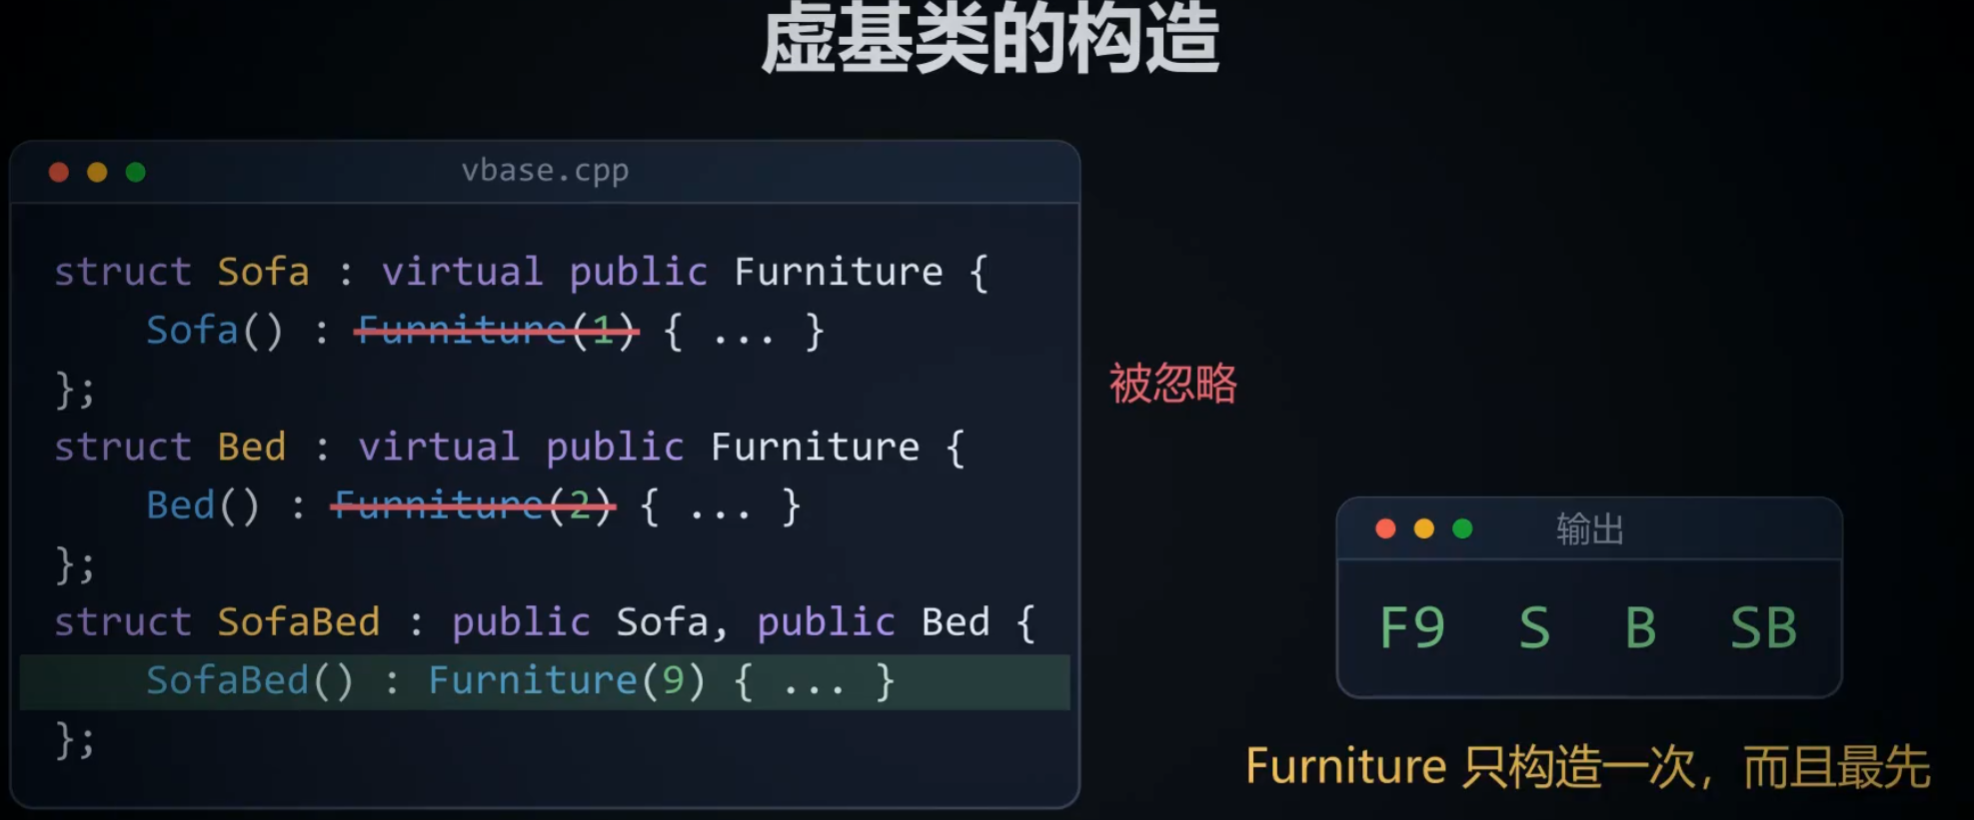 虚基类的构造
vbase.cpp
struct Sofa : virtual public Furniture {
    Sofa() : Furniture(1) { ... }
};
struct Bed : virtual public Furniture {
    Bed() : Furniture(2) { ... }
};
struct SofaBed : public Sofa, public Bed {
    SofaBed() : Furniture(9) { ... }
};
被忽略
输出
F9 S B SB
Furniture 只构造一次，而且最先